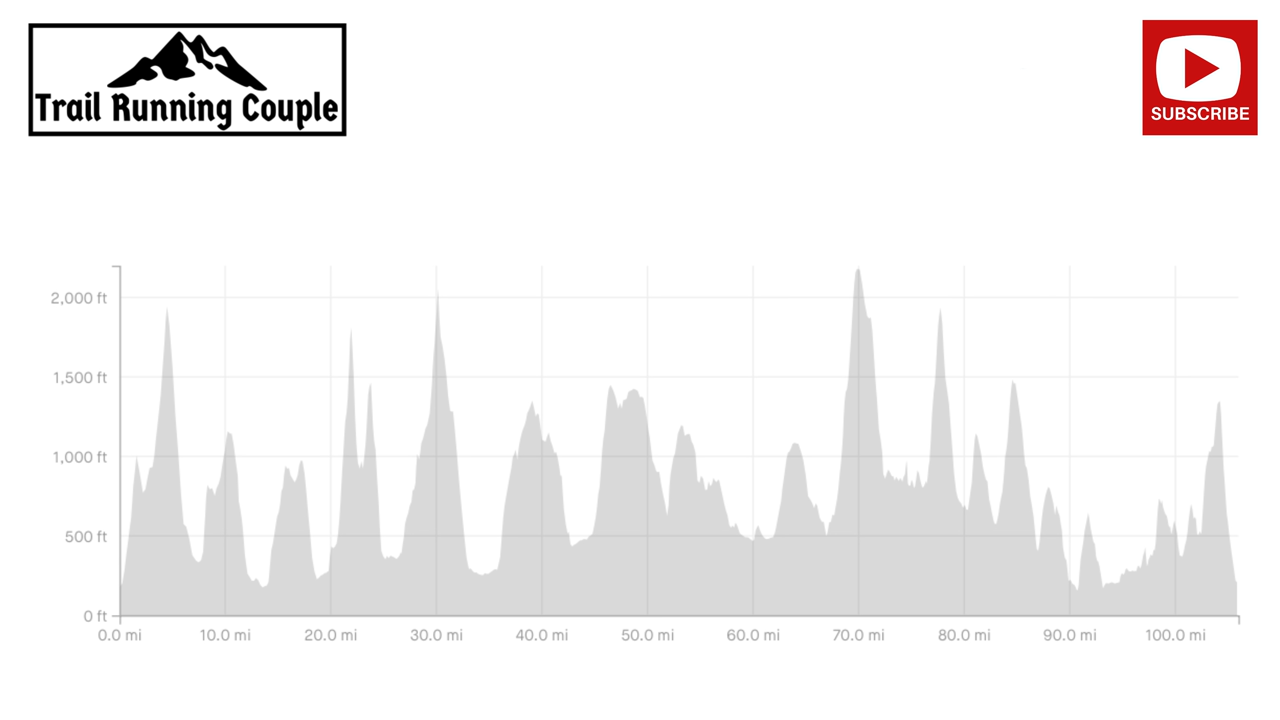 Trail Running Couple
SUBSCRIBE
2,000 ft
1,500 ft
1,000 ft
500 ft
0 ft
0.0 mi 10.0 mi 20.0 mi 30.0 mi 40.0 mi 50.0 mi 60.0 mi 70.0 mi 80.0 mi 90.0 mi 100.0 mi